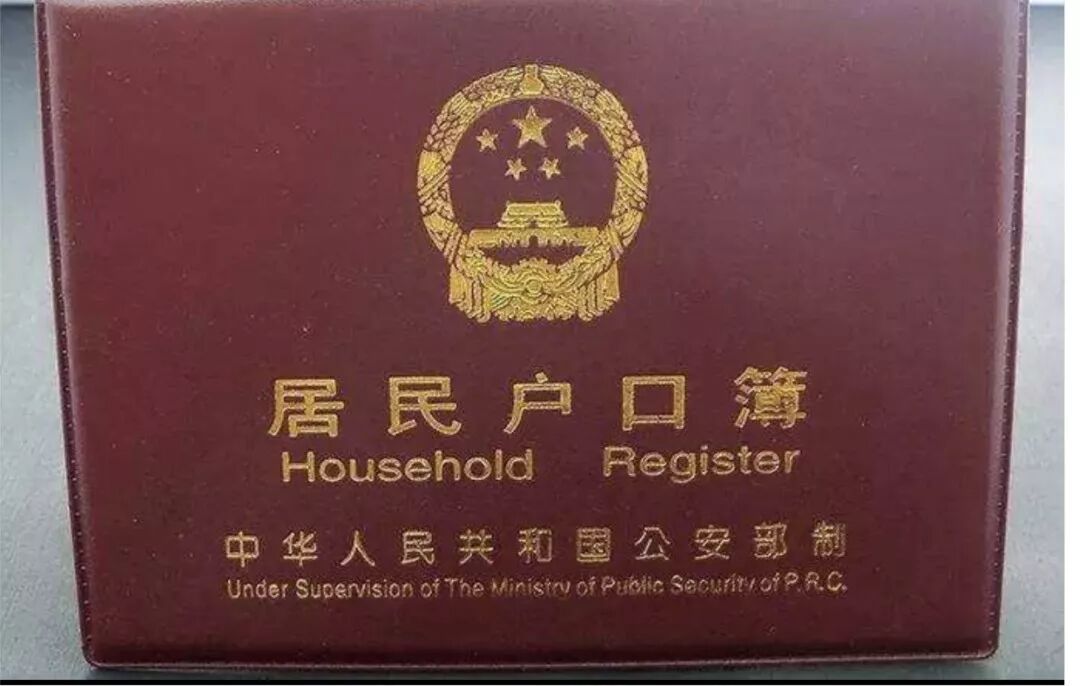 居民户口簿
Household Register
中华人民共和国公安部制
Under Supervision of The Ministry of Public Security of P.R.C.